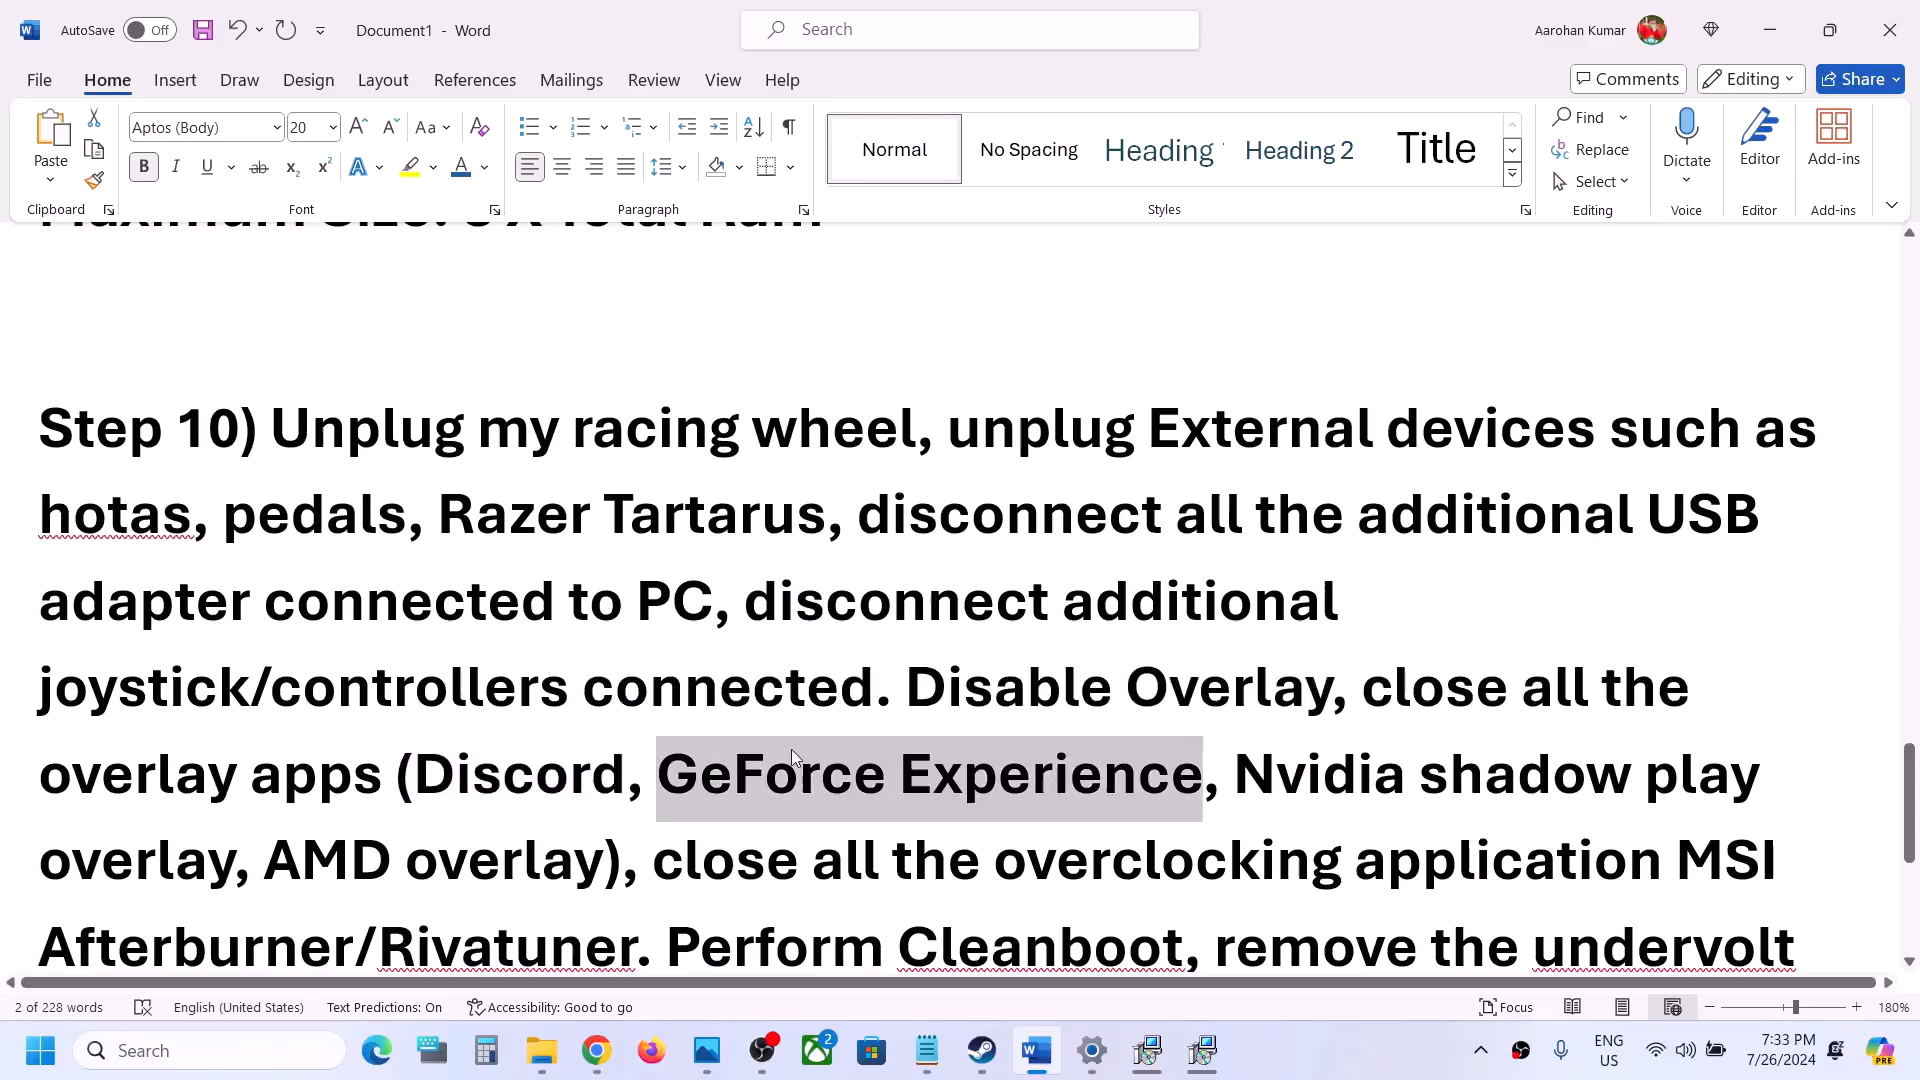 AutoSave Off Document1 - Word Search Aarohan Kumar
File Home Insert Draw Design Layout References Mailings Review View Help Comments Editing Share
Paste Aptos (Body) 20 Aa Normal No Spacing Heading Heading 2 Title Find Replace Select Dictate Editor Add-ins
Clipboard Font Paragraph Styles Editing Voice Editor Add-ins
Step 10) Unplug my racing wheel, unplug External devices such as
hotas, pedals, Razer Tartarus, disconnect all the additional USB
adapter connected to PC, disconnect additional
joystick/controllers connected. Disable Overlay, close all the
overlay apps (Discord, GeForce Experience, Nvidia shadow play
overlay, AMD overlay), close all the overclocking application MSI
Afterburner/Rivatuner. Perform Cleanboot, remove the undervolt
2 of 228 words English (United States) Text Predictions: On Accessibility: Good to go Focus 180%
Search 2 ENG US 7:33 PM 7/26/2024 PRE